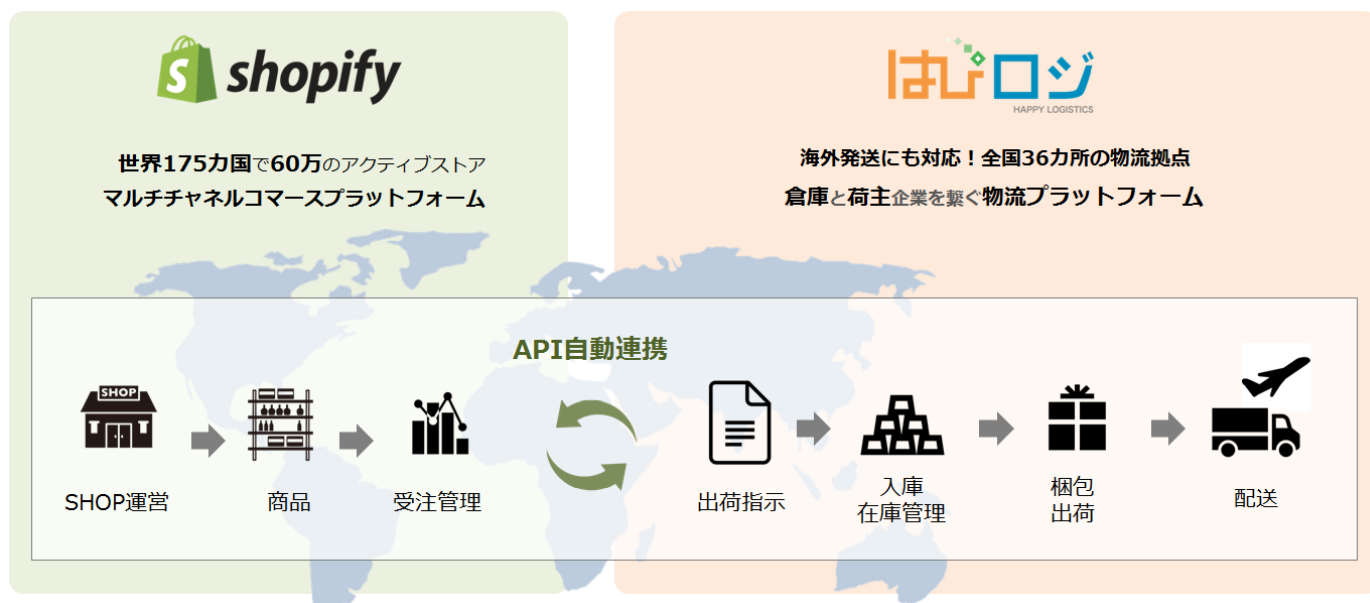 shopify
世界175カ国で60万のアクティブストア
マルチチャネルコマースプラットフォーム
はぴロジ
HAPPY LOGISTICS
海外発送にも対応!全国36カ所の物流拠点
倉庫と荷主企業を繋ぐ物流プラットフォーム
API自動連携
SHOP
SHOP運営
商品
受注管理
出荷指示
入庫
在庫管理
梱包
出荷
配送